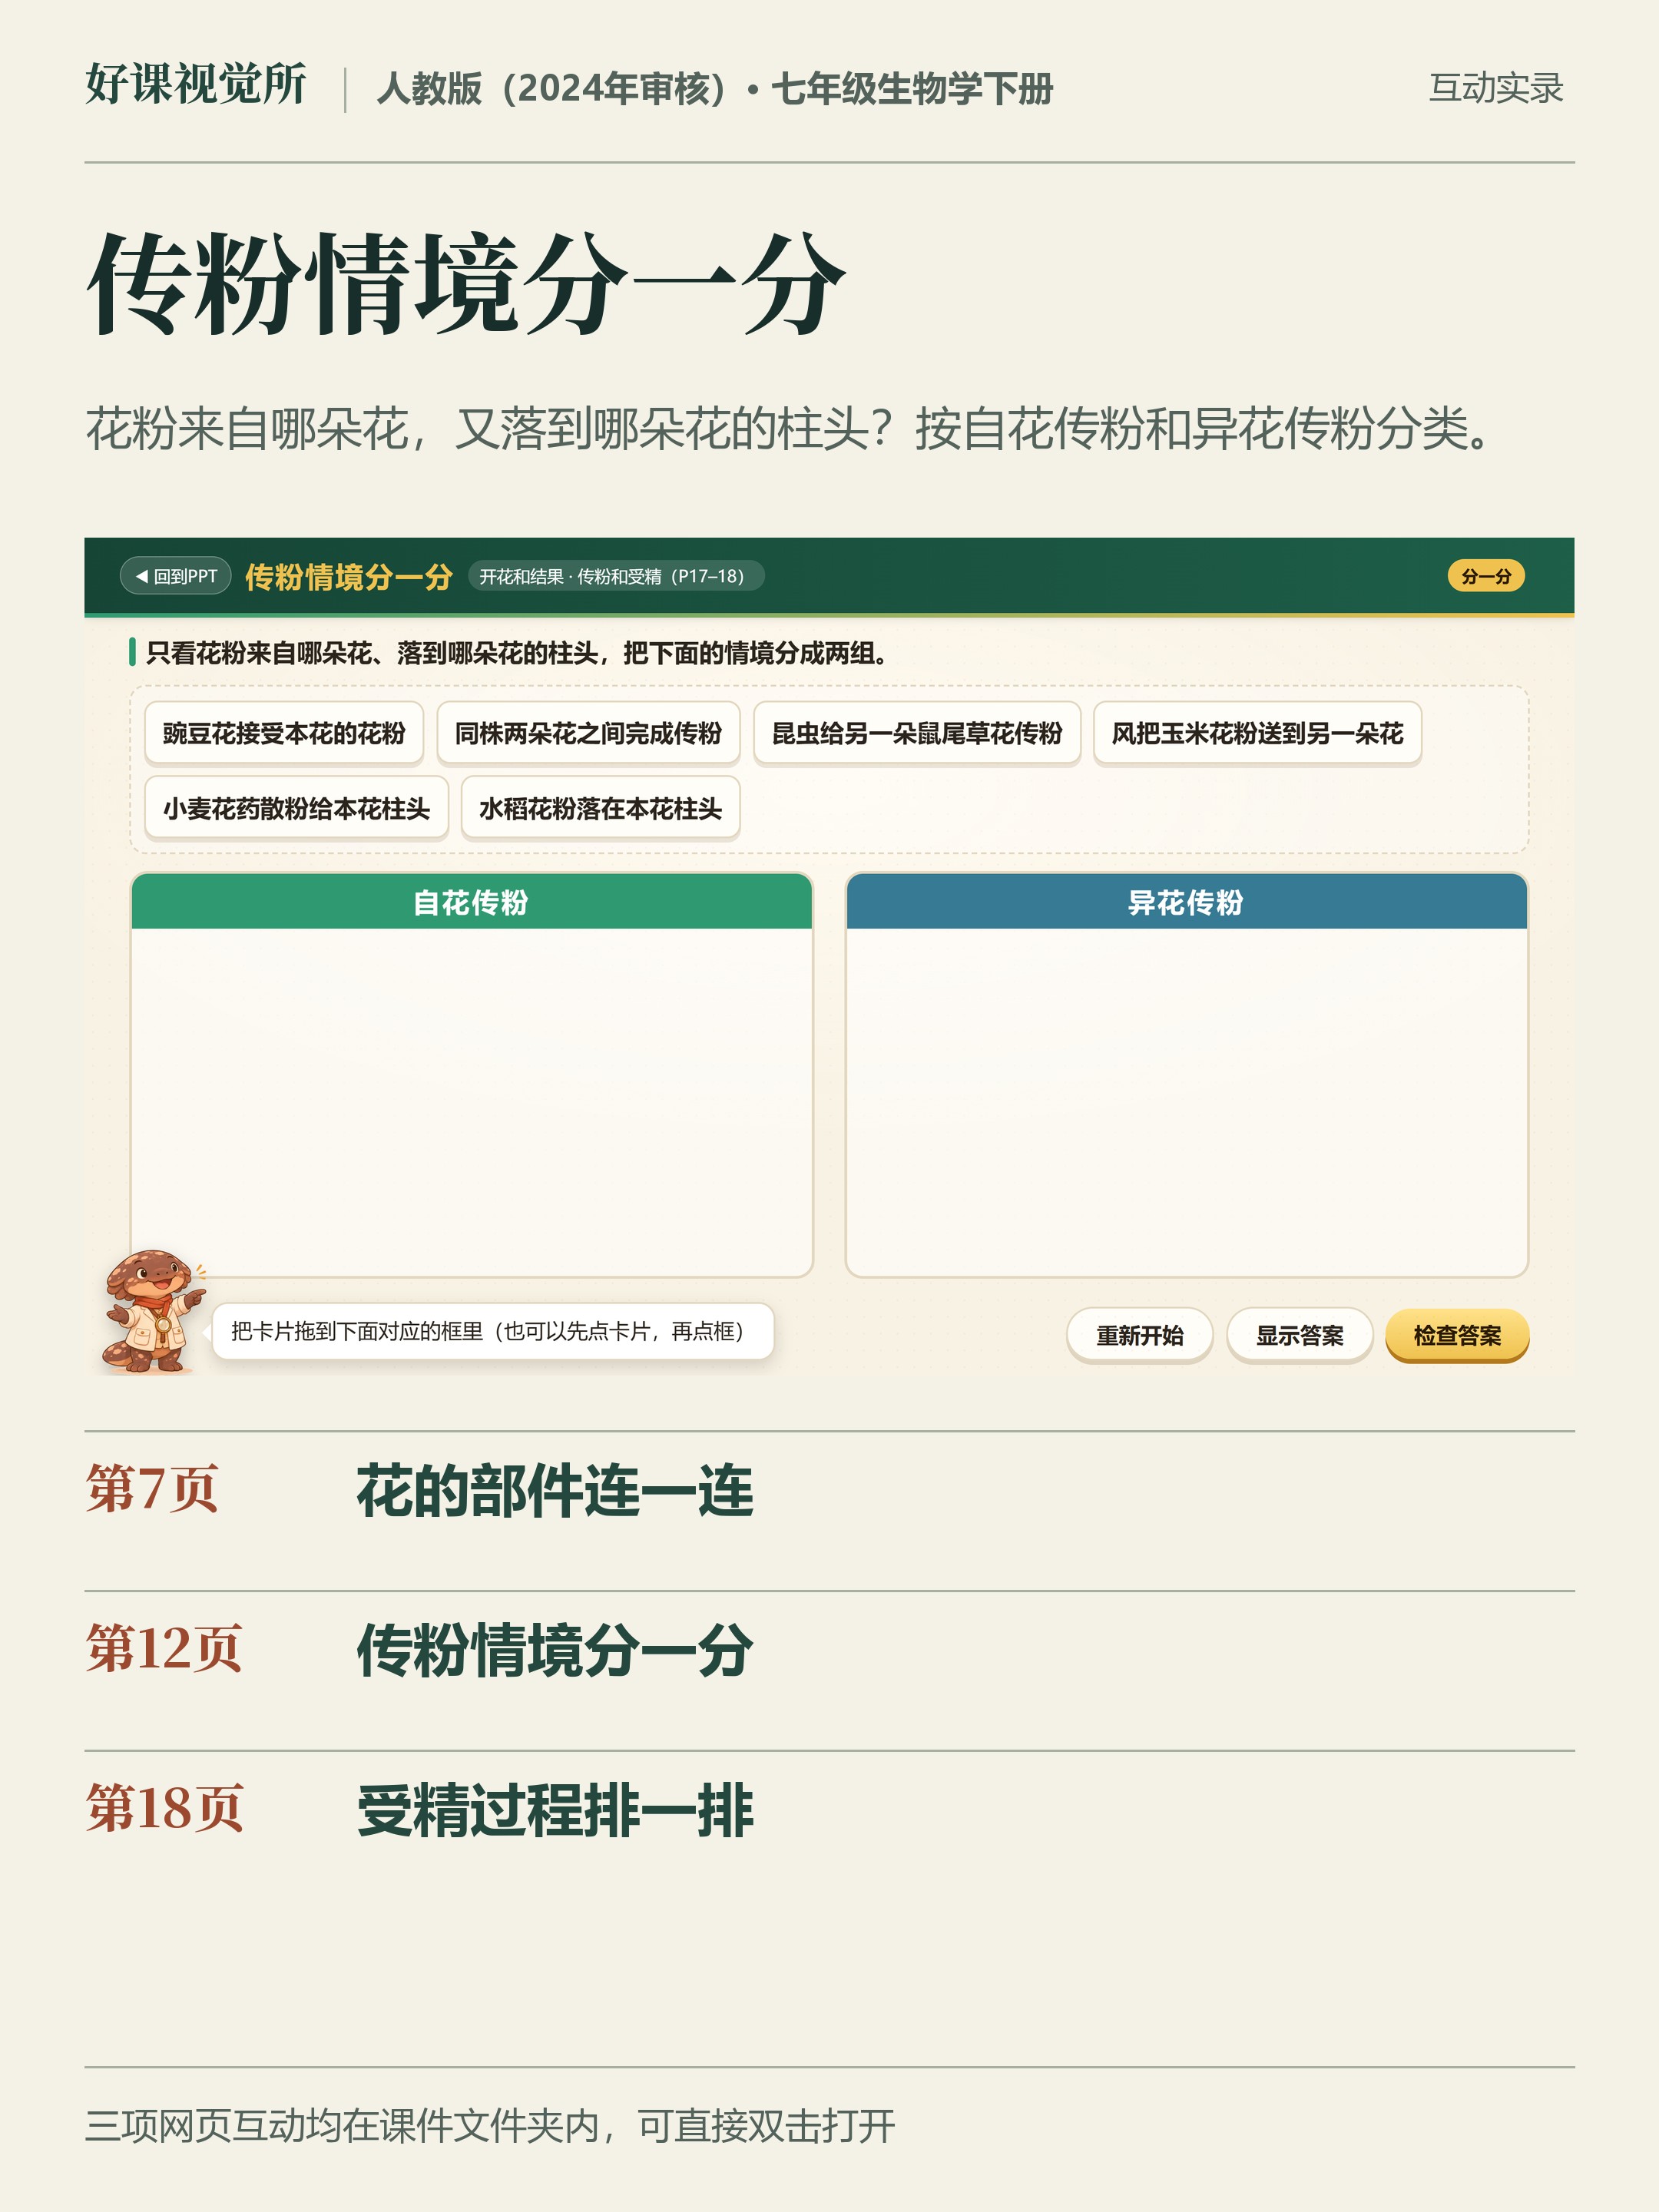 好课视觉所
人教版（2024年审核）• 七年级生物学下册
互动实录
传粉情境分一分
花粉来自哪朵花，又落到哪朵花的柱头？按自花传粉和异花传粉分类。
◀ 回到PPT
传粉情境分一分
开花和结果 · 传粉和受精（P17–18）
分一分
只看花粉来自哪朵花、落到哪朵花的柱头，把下面的情境分成两组。
豌豆花接受本花的花粉
同株两朵花之间完成传粉
昆虫给另一朵鼠尾草花传粉
风把玉米花粉送到另一朵花
小麦花药散粉给本花柱头
水稻花粉落在本花柱头
自花传粉
异花传粉
把卡片拖到下面对应的框里（也可以先点卡片，再点框）
重新开始
显示答案
检查答案
第7页
花的部件连一连
第12页
传粉情境分一分
第18页
受精过程排一排
三项网页互动均在课件文件夹内，可直接双击打开